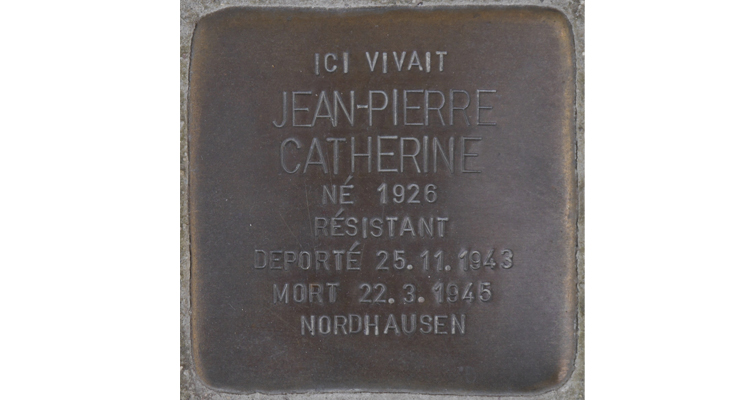 ICI VIVAIT
JEAN-PIERRE
CATHERINE
NÉ 1926
RÉSISTANT
DEPORTÉ 25.11.1943
MORT 22.3.1945
NORDHAUSEN